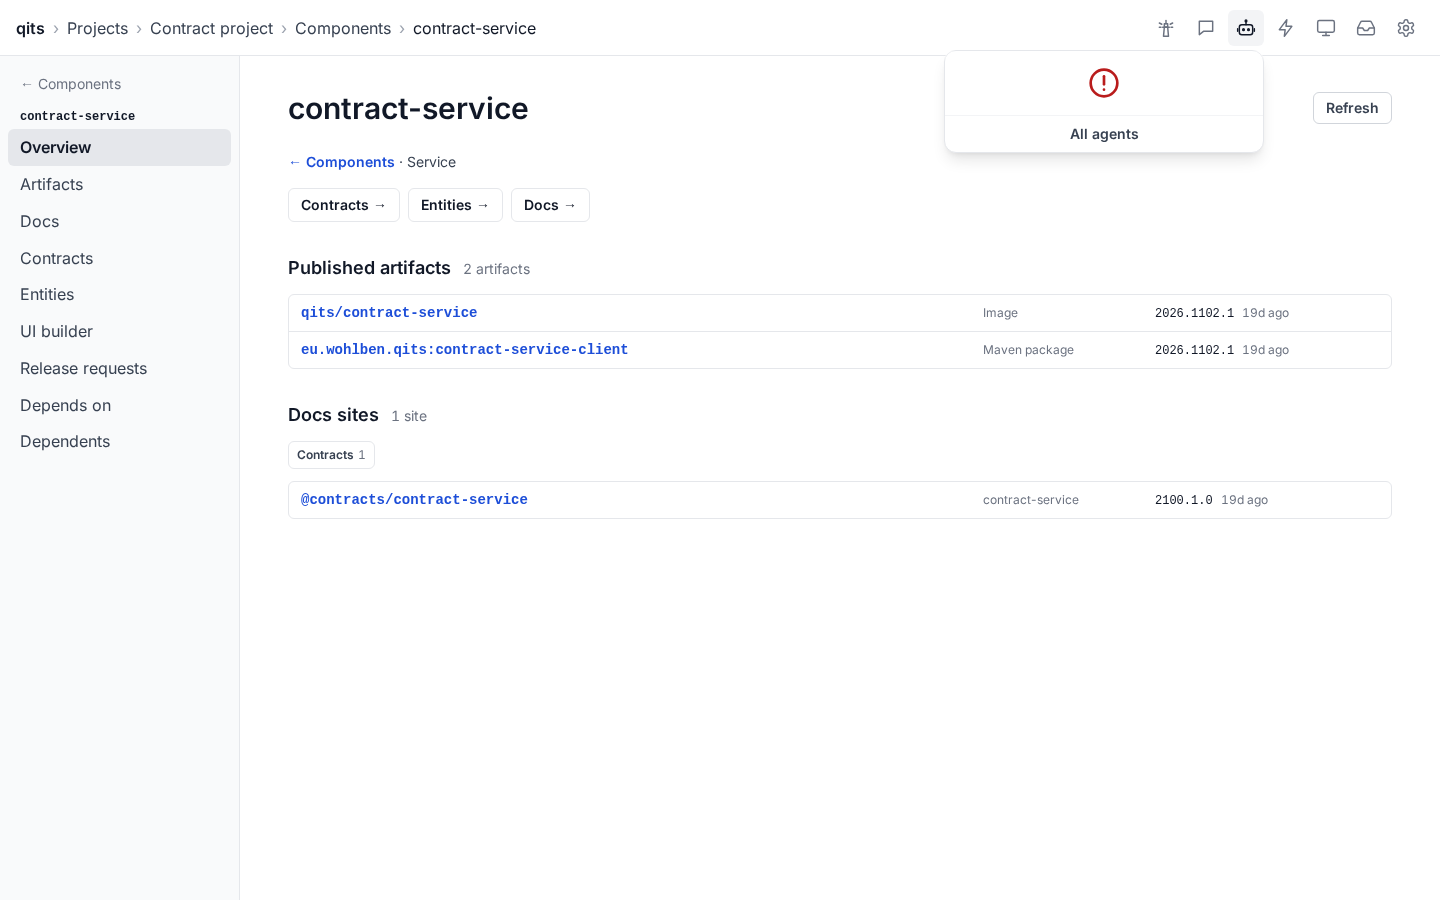 qits › Projects › Contract project › Components › contract-service
← Components
contract-service
Overview
Artifacts
Docs
Contracts
Entities
UI builder
Release requests
Depends on
Dependents
All agents
contract-service
Refresh
← Components · Service
Contracts →
Entities →
Docs →
Published artifacts 2 artifacts
qits/contract-service Image 2026.1102.1 19d ago
eu.wohlben.qits:contract-service-client Maven package 2026.1102.1 19d ago
Docs sites 1 site
Contracts 1
@contracts/contract-service contract-service 2100.1.0 19d ago